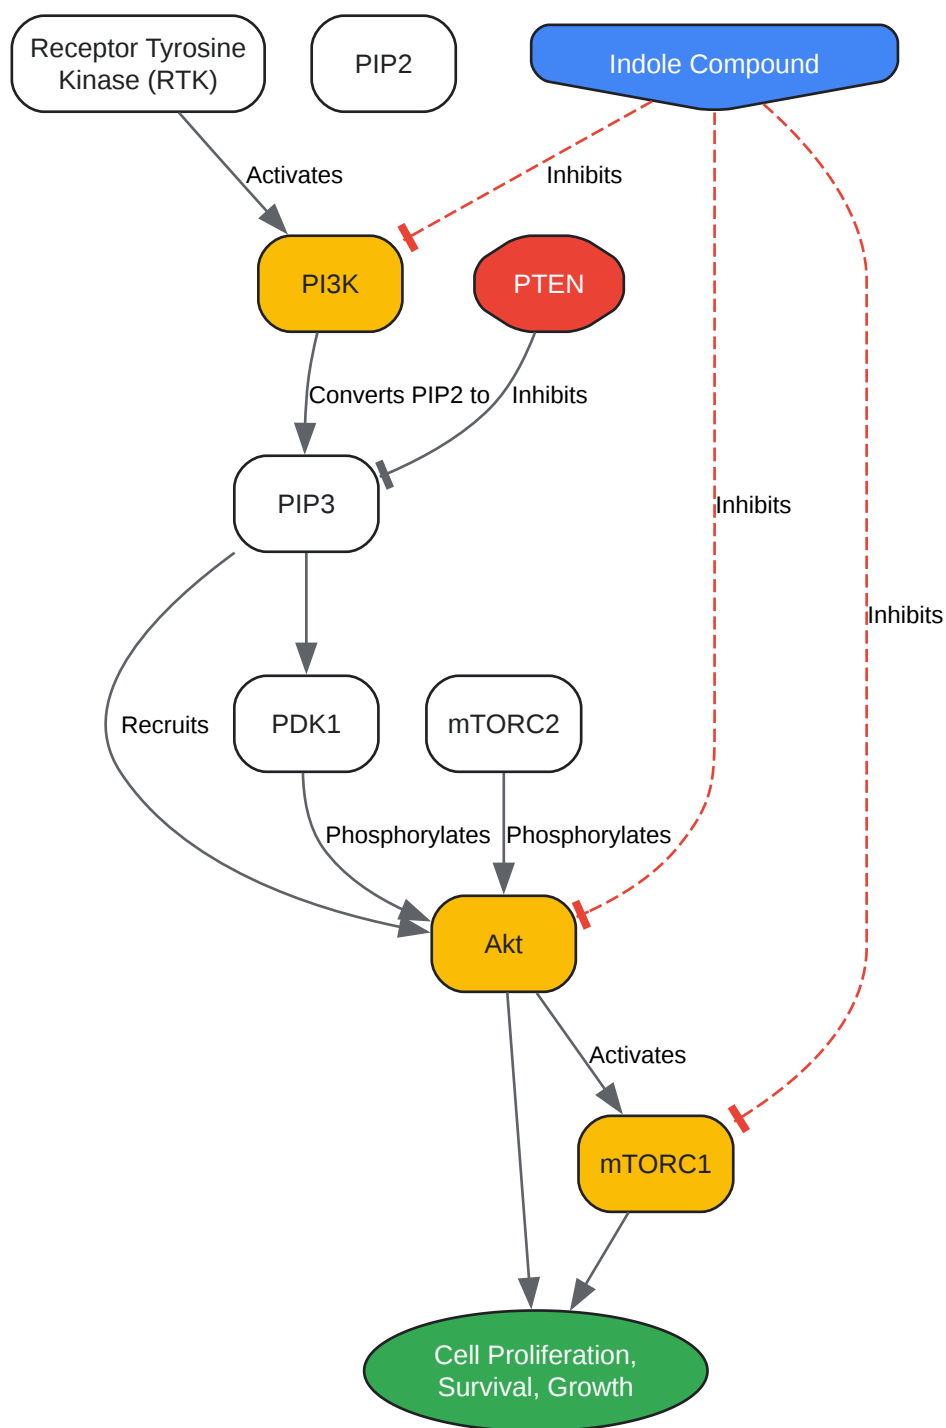 Receptor Tyrosine
Kinase (RTK)
PIP2
Indole Compound
Activates
Inhibits
PI3K
PTEN
Converts PIP2 to
Inhibits
PIP3
Inhibits
Inhibits
Recruits
PDK1
mTORC2
Phosphorylates
Phosphorylates
Akt
Activates
mTORC1
Cell Proliferation,
Survival, Growth